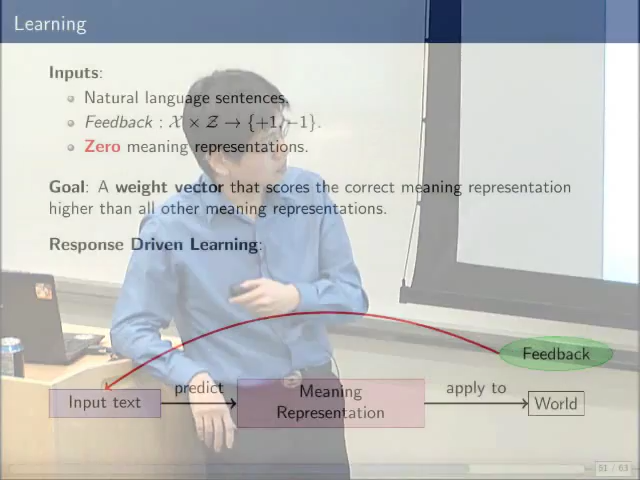 Learning
Inputs:
Natural language sentences.
Feedback : 𝒳 × 𝒵 → {+1, −1}.
Zero meaning representations.
Goal: A weight vector that scores the correct meaning representation
higher than all other meaning representations.
Response Driven Learning:
Feedback
predict
apply to
Input text
Meaning
Representation
World
51 / 63